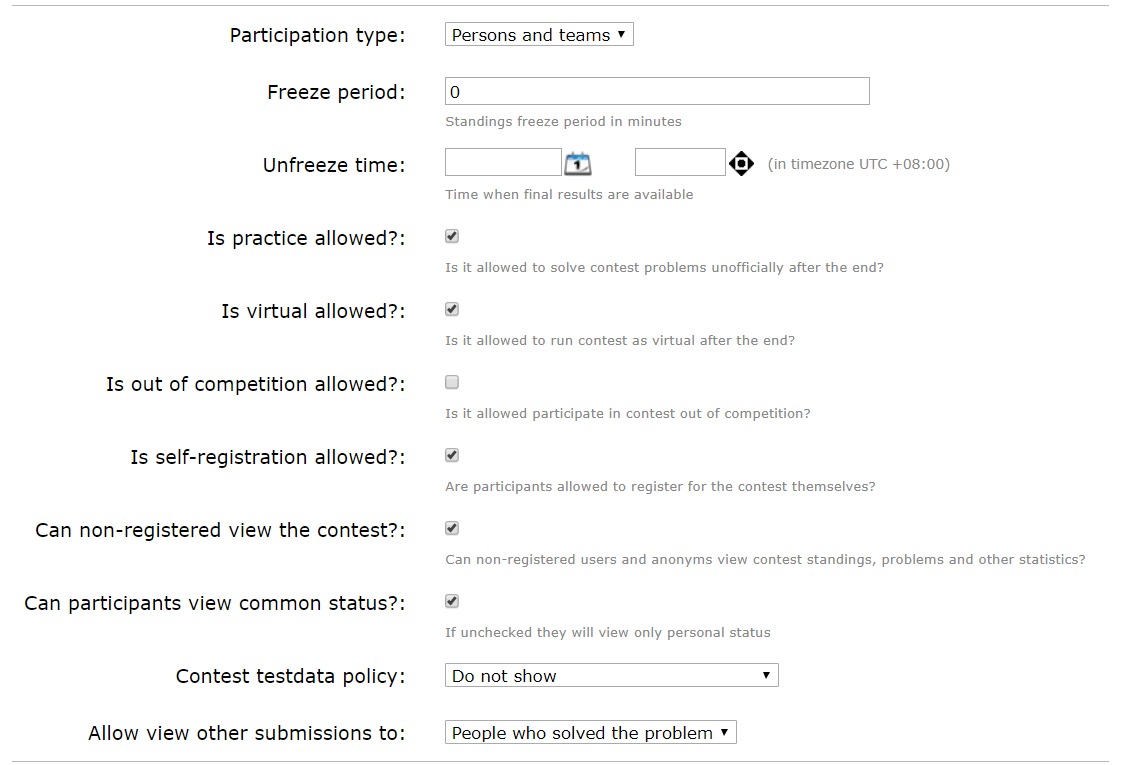 Participation type: Persons and teams
Freeze period: 0
Standings freeze period in minutes
Unfreeze time: 1 (in timezone UTC +08:00)
Time when final results are available
Is practice allowed?:
Is it allowed to solve contest problems unofficially after the end?
Is virtual allowed?:
Is it allowed to run contest as virtual after the end?
Is out of competition allowed?:
Is it allowed participate in contest out of competition?
Is self-registration allowed?:
Are participants allowed to register for the contest themselves?
Can non-registered view the contest?:
Can non-registered users and anonyms view contest standings, problems and other statistics?
Can participants view common status?:
If unchecked they will view only personal status
Contest testdata policy: Do not show
Allow view other submissions to: People who solved the problem